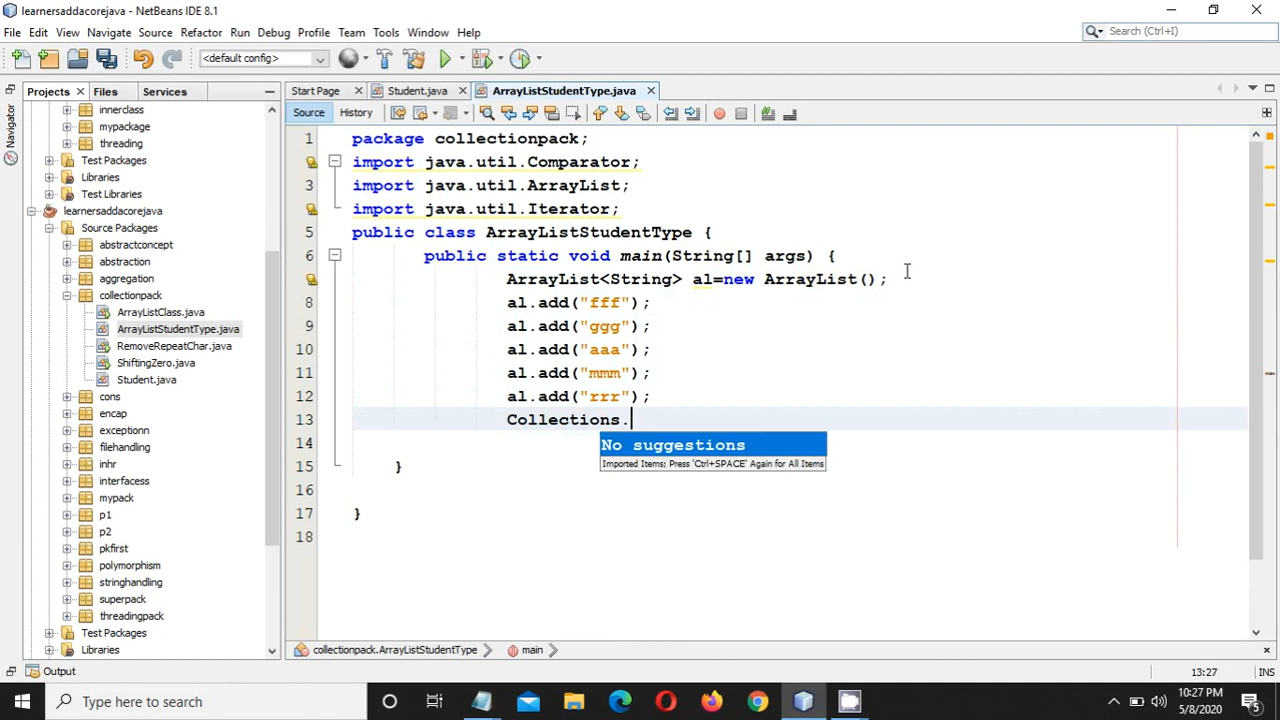 learnersaddacorejava - NetBeans IDE 8.1
File Edit View Navigate Source Refactor Run Debug Profile Team Tools Window Help
Search (Ctrl+I)
<default config>
Projects Files Services
Start Page Student.java ArrayListStudentType.java
Navigator
Source History
innerclass
mypackage
threading
Test Packages
Libraries
Test Libraries
learnersaddacorejava
Source Packages
abstractconcept
abstraction
aggregation
collectionpack
ArrayListClass.java
ArrayListStudentType.java
RemoveRepeatChar.java
ShiftingZero.java
Student.java
cons
encap
exceptionn
filehandling
inhr
interfacess
mypack
p1
p2
pkfirst
polymorphism
stringhandling
superpack
threadingpack
Test Packages
Libraries
1 package collectionpack;
import java.util.Comparator;
3 import java.util.ArrayList;
import java.util.Iterator;
5 public class ArrayListStudentType {
6 public static void main(String[] args) {
ArrayList<String> al=new ArrayList();
8 al.add("fff");
9 al.add("ggg");
10 al.add("aaa");
11 al.add("mmm");
12 al.add("rrr");
13 Collections.
14
No suggestions
Imported Items: Press 'Ctrl+SPACE' Again for All Items
15 }
16
17 }
18
collectionpack.ArrayListStudentType main
Output
13:27 INS
Type here to search
10:27 PM
5/8/2020
5